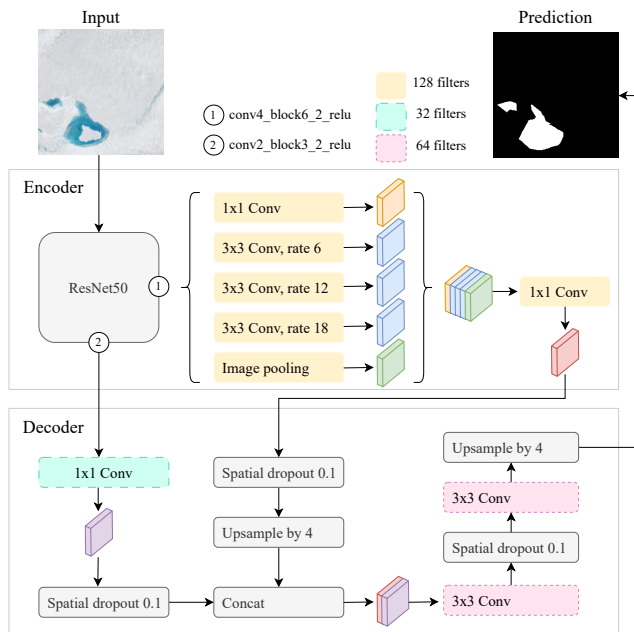 Input
Prediction
128 filters
1 conv4_block6_2_relu
32 filters
2 conv2_block3_2_relu
64 filters
Encoder
1x1 Conv
3x3 Conv, rate 6
ResNet50
1
3x3 Conv, rate 12
1x1 Conv
3x3 Conv, rate 18
2
Image pooling
Decoder
Upsample by 4
1x1 Conv
Spatial dropout 0.1
3x3 Conv
Upsample by 4
Spatial dropout 0.1
Spatial dropout 0.1
Concat
3x3 Conv